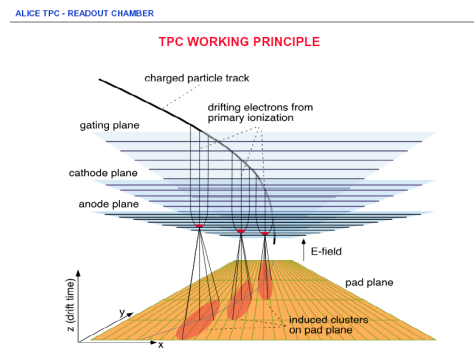 ALICE TPC - READOUT CHAMBER
TPC WORKING PRINCIPLE
charged particle track
drifting electrons from
primary ionization
gating plane
cathode plane
anode plane
E-field
pad plane
z (drift time)
y
x
induced clusters
on pad plane